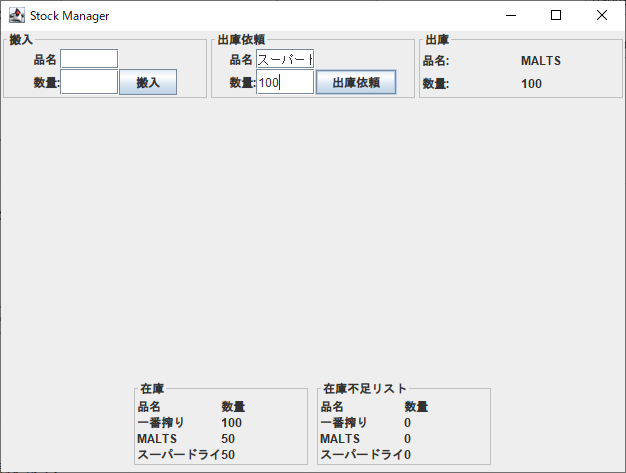 Stock Manager
搬入
品名
数量:
搬入
出庫依頼
品名 スーパート
数量: 100
出庫依頼
出庫
品名: MALTS
数量: 100
在庫
品名 数量
一番搾り 100
MALTS 50
スーパードライ 50
在庫不足リスト
品名 数量
一番搾り 0
MALTS 0
スーパードライ 0